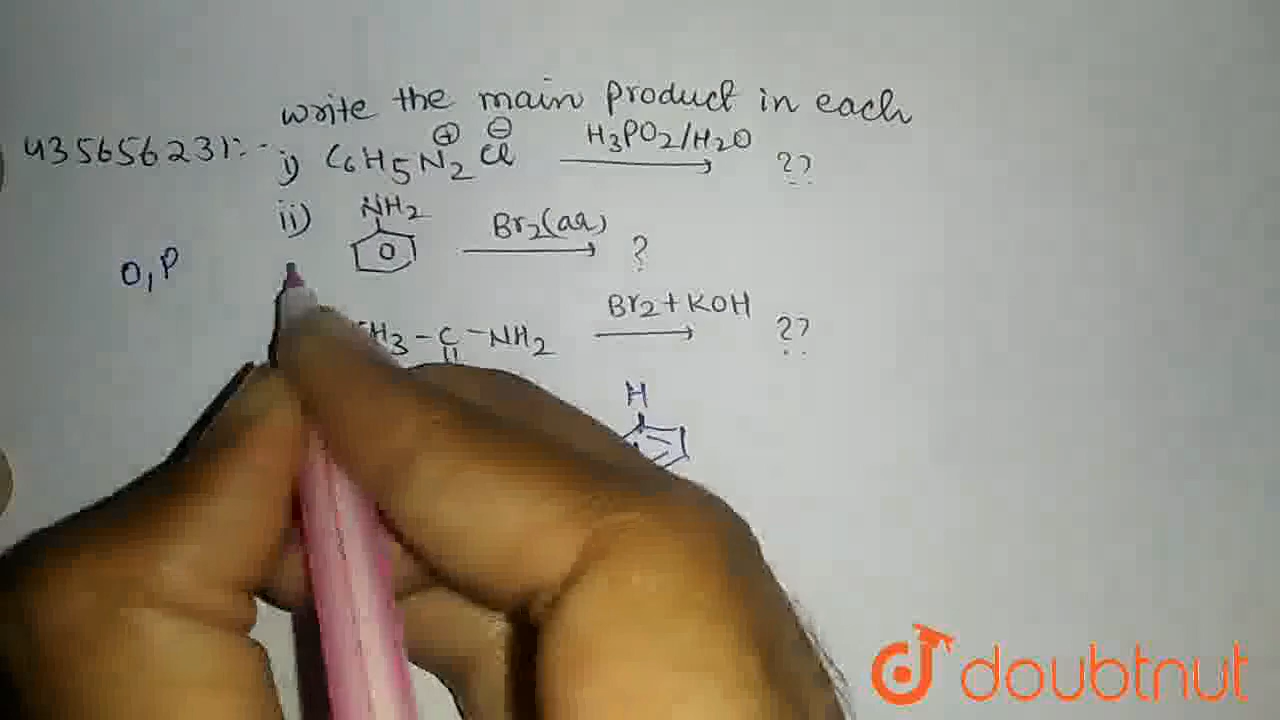 write the main product in each
435656231:-
i) C6H5N2⊕ Cl⊖ H3PO2/H2O ??
ii) NH2 Br2(aq) ?
O,P
H3-C-NH2 Br2+KOH ??
H
doubtnut